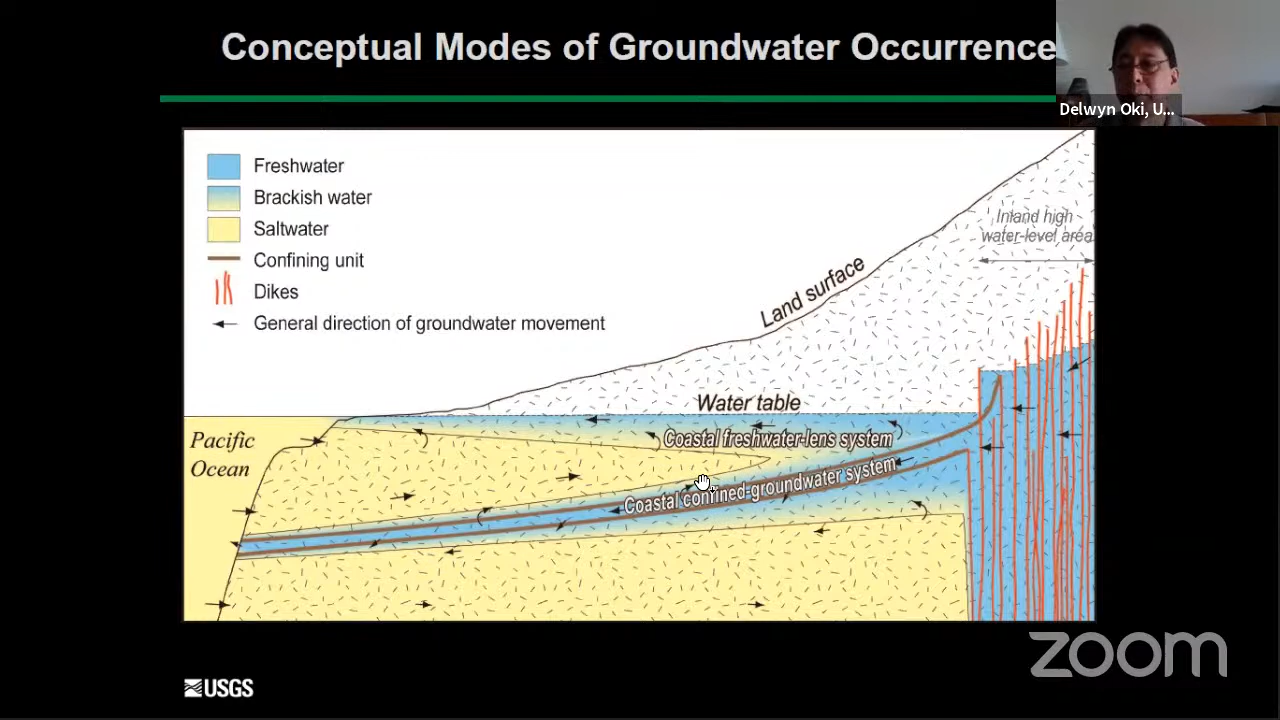 Conceptual Modes of Groundwater Occurrence
Delwyn Oki, U...
Freshwater
Brackish water
Saltwater
Confining unit
Dikes
General direction of groundwater movement
Inland high
water-level area
Land surface
Water table
Pacific
Ocean
Coastal freshwater-lens system
Coastal confined-groundwater system
USGS
zoom